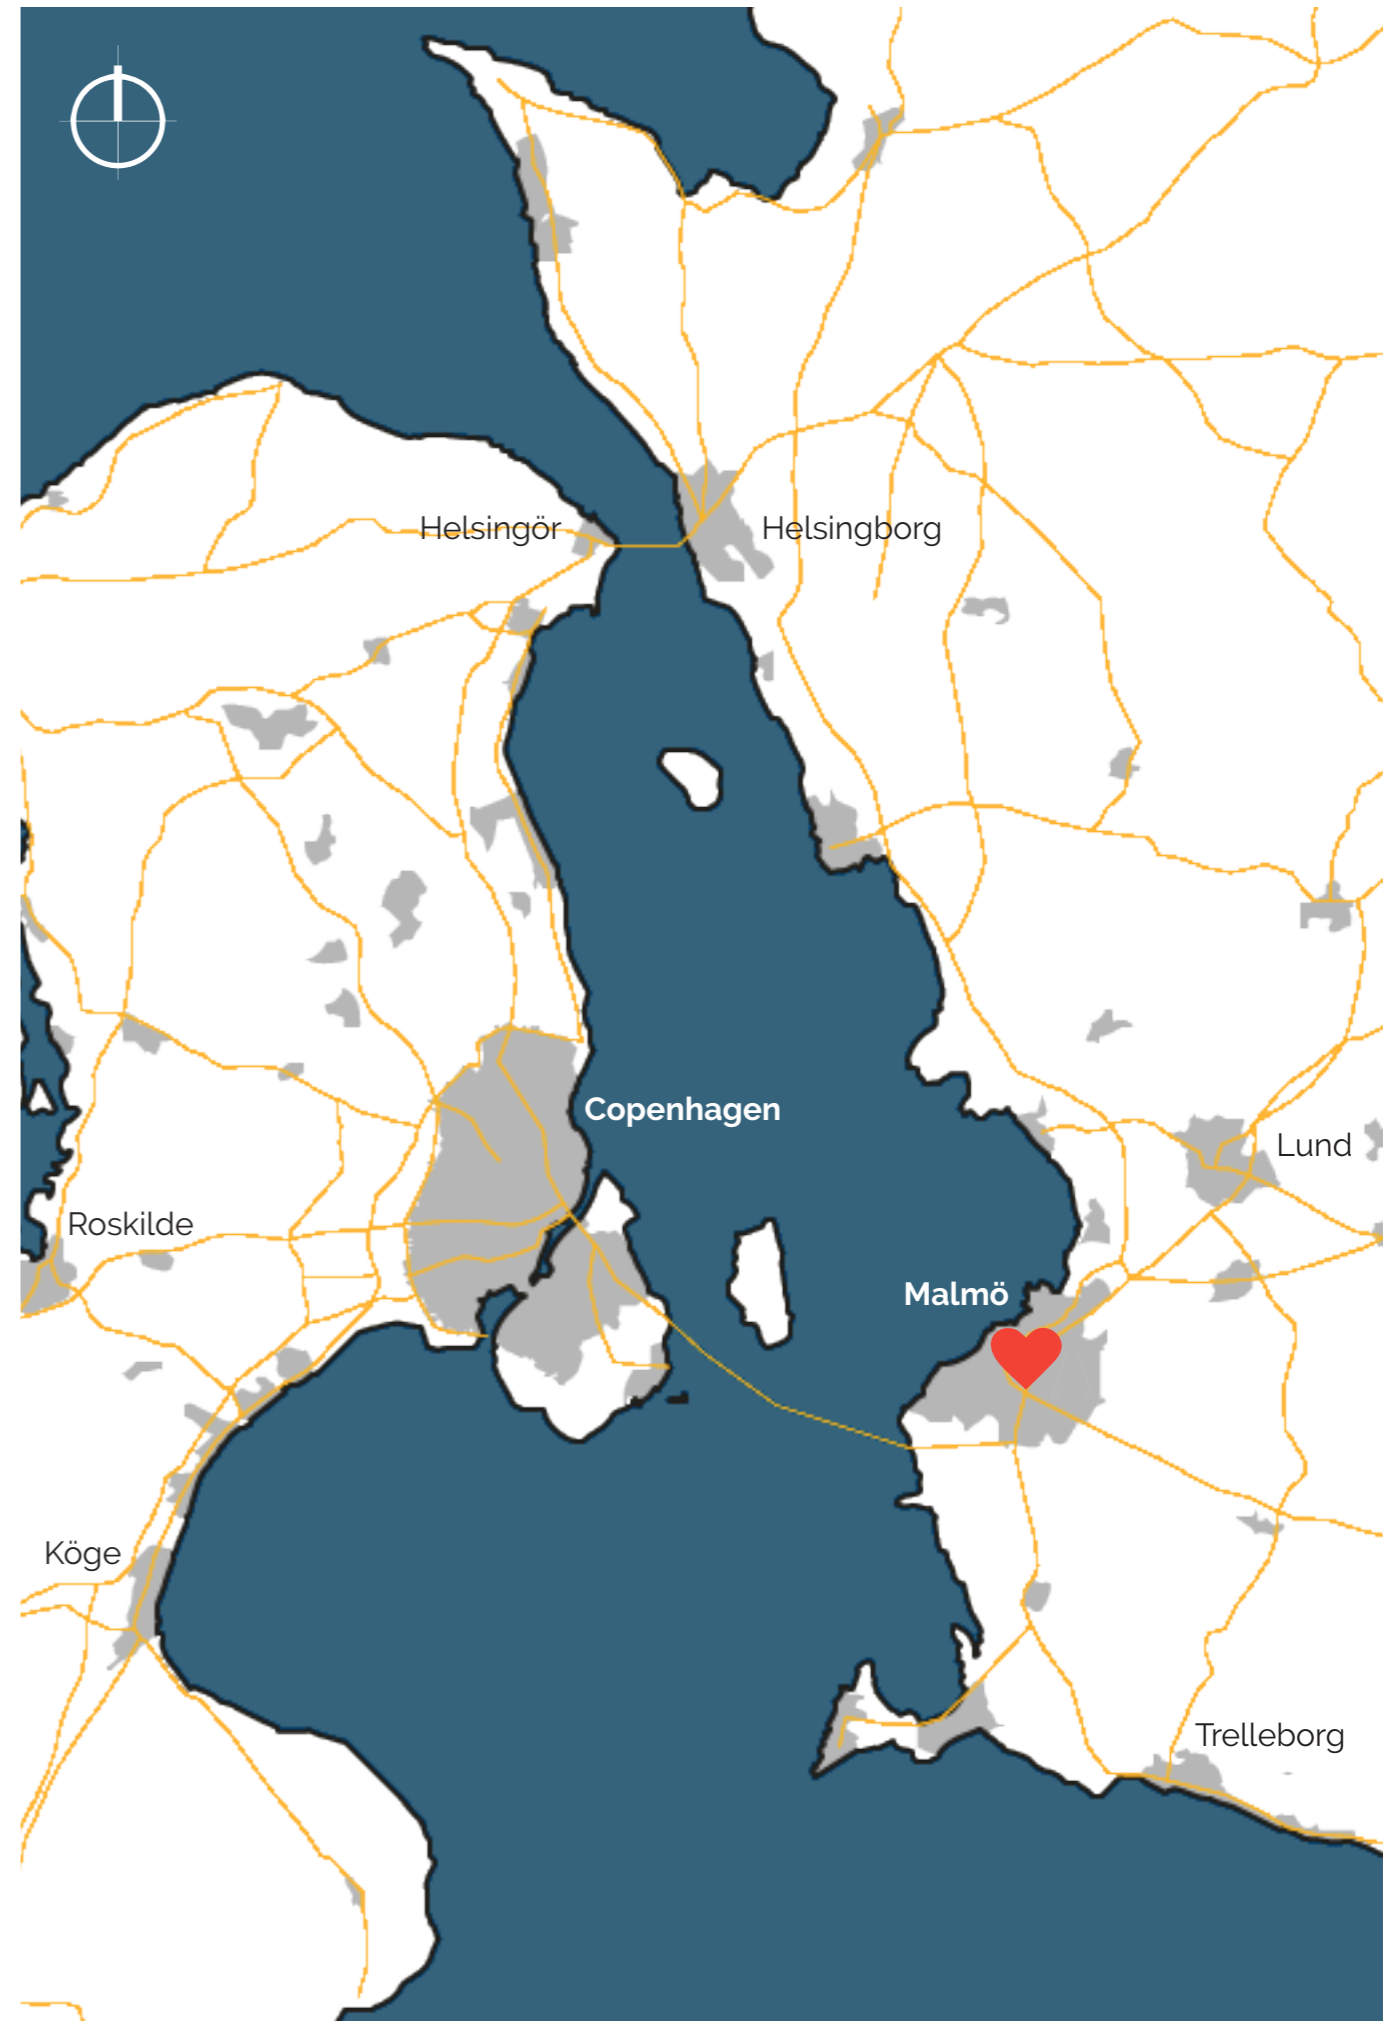 Helsingör
Helsingborg
Copenhagen
Lund
Roskilde
Malmö
Köge
Trelleborg